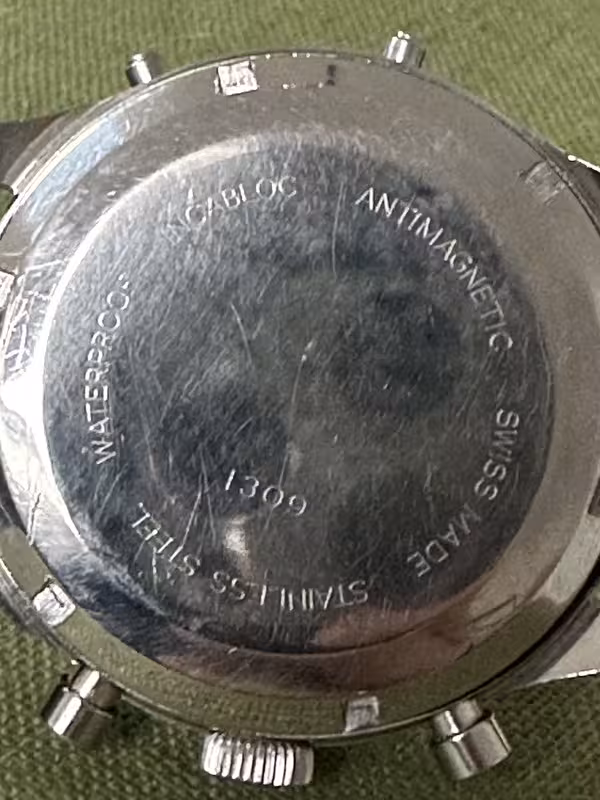 WATERPROOF
INCABLOC
ANTIMAGNETIC
SWISS MADE
STAINLESS STEEL
1309